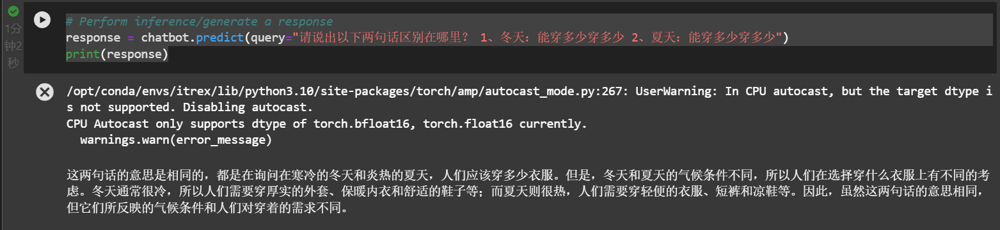 1分
钟2
秒
# Perform inference/generate a response
response = chatbot.predict(query="请说出以下两句话区别在哪里？ 1、冬天：能穿多少穿多少 2、夏天：能穿多少穿多少")
print(response)
/opt/conda/envs/itrex/lib/python3.10/site-packages/torch/amp/autocast_mode.py:267: UserWarning: In CPU autocast, but the target dtype i
s not supported. Disabling autocast.
CPU Autocast only supports dtype of torch.bfloat16, torch.float16 currently.
  warnings.warn(error_message)
这两句话的意思是相同的，都是在询问在寒冷的冬天和炎热的夏天，人们应该穿多少衣服。但是，冬天和夏天的气候条件不同，所以人们在选择穿什么衣服上有不同的考
虑。冬天通常很冷，所以人们需要穿厚实的外套、保暖内衣和舒适的鞋子等；而夏天则很热，人们需要穿轻便的衣服、短裤和凉鞋等。因此，虽然这两句话的意思相同，
但它们所反映的气候条件和人们对穿着的需求不同。